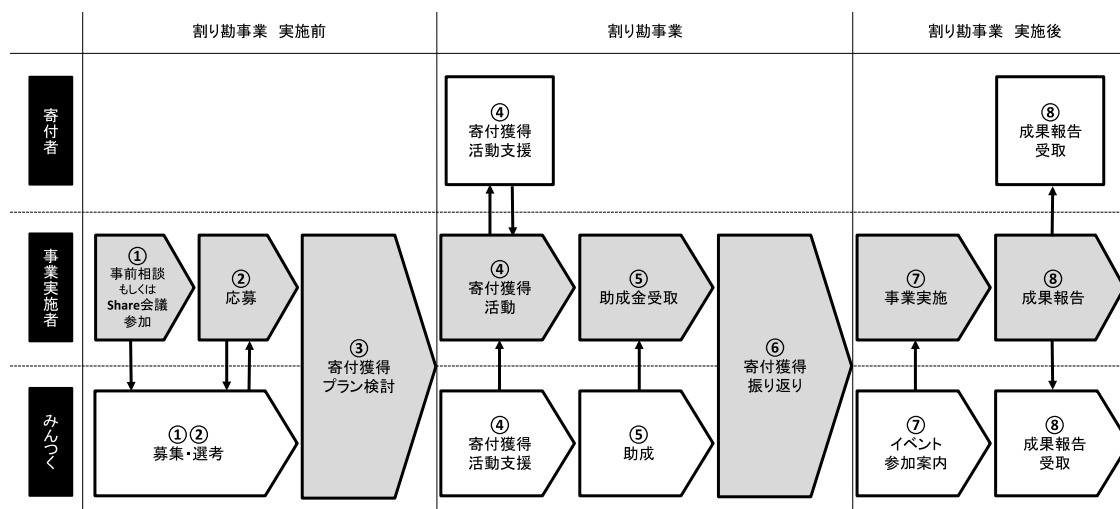 割り勘事業 実施前
割り勘事業
割り勘事業 実施後
寄付者
④
寄付獲得
活動支援
⑧
成果報告
受取
事業実施者
①
事前相談
もしくは
Share会議
参加
②
応募
③
寄付獲得
プラン検討
④
寄付獲得
活動
⑤
助成金受取
⑥
寄付獲得
振り返り
⑦
事業実施
⑧
成果報告
みんつく
①②
募集・選考
④
寄付獲得
活動支援
⑤
助成
⑦
イベント
参加案内
⑧
成果報告
受取